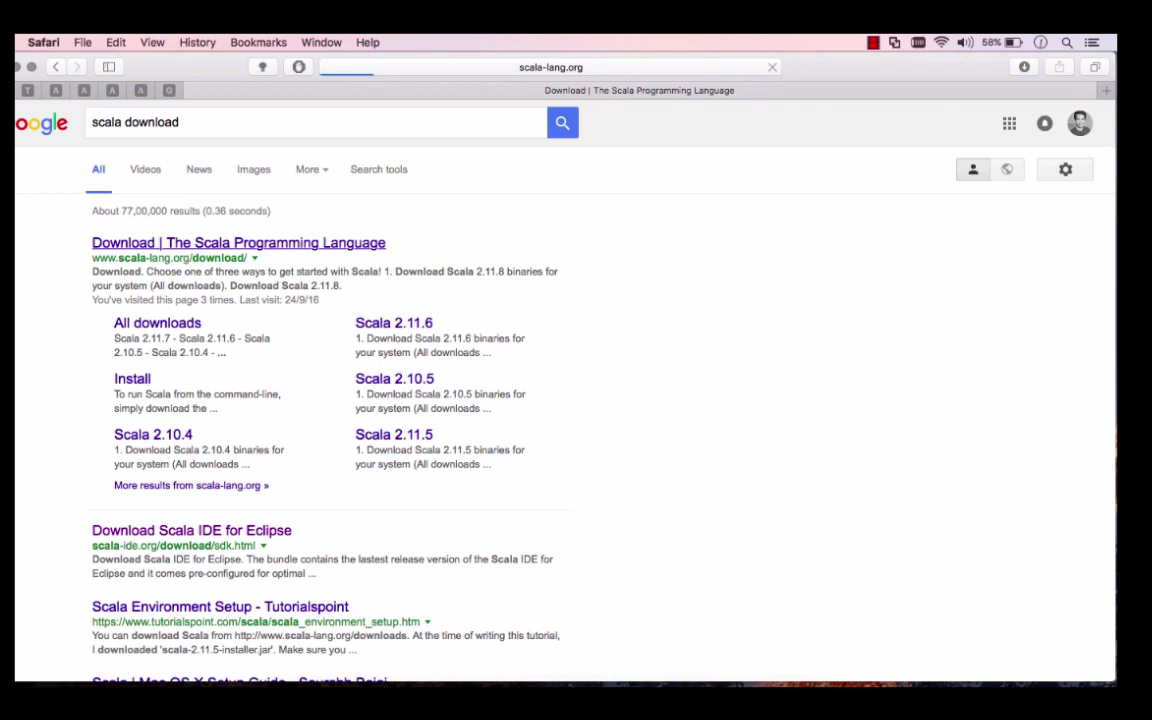 Safari File Edit View History Bookmarks Window Help 58%
scala-lang.org
T A A A A G Download | The Scala Programming Language
oogle scala download
All Videos News Images More Search tools
About 77,00,000 results (0.36 seconds)
Download | The Scala Programming Language
www.scala-lang.org/download/
Download. Choose one of three ways to get started with Scala! 1. Download Scala 2.11.8 binaries for
your system (All downloads). Download Scala 2.11.8.
You've visited this page 3 times. Last visit: 24/9/16
All downloads
Scala 2.11.7 - Scala 2.11.6 - Scala
2.10.5 - Scala 2.10.4 - ...
Scala 2.11.6
1. Download Scala 2.11.6 binaries for
your system (All downloads ...
Install
To run Scala from the command-line,
simply download the ...
Scala 2.10.5
1. Download Scala 2.10.5 binaries for
your system (All downloads ...
Scala 2.10.4
1. Download Scala 2.10.4 binaries for
your system (All downloads ...
Scala 2.11.5
1. Download Scala 2.11.5 binaries for
your system (All downloads ...
More results from scala-lang.org »
Download Scala IDE for Eclipse
scala-ide.org/download/sdk.html
Download Scala IDE for Eclipse. The bundle contains the lastest release version of the Scala IDE for
Eclipse and it comes pre-configured for optimal ...
Scala Environment Setup - Tutorialspoint
https://www.tutorialspoint.com/scala/scala_environment_setup.htm
You can download Scala from http://www.scala-lang.org/downloads. At the time of writing this tutorial,
I downloaded 'scala-2.11.5-installer.jar'. Make sure you ...
Scala | Mac OS X Setup Guide - Sourabh Bajaj